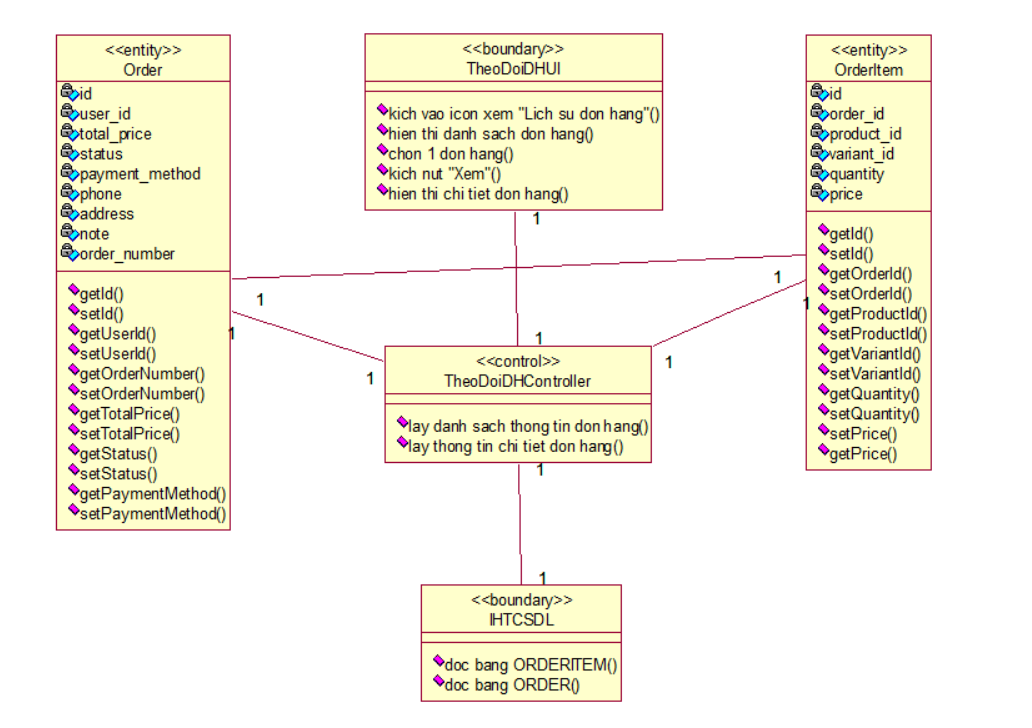 <<entity>>
Order
id
user_id
total_price
status
payment_method
phone
address
note
order_number
getId()
setId()
getUserId()
setUserId()
getOrderNumber()
setOrderNumber()
getTotalPrice()
setTotalPrice()
getStatus()
setStatus()
getPaymentMethod()
setPaymentMethod()
<<boundary>>
TheoDoiDHUI
kich vao icon xem "Lich su don hang"()
hien thi danh sach don hang()
chon 1 don hang()
kich nut "Xem"()
hien thi chi tiet don hang()
<<entity>>
OrderItem
id
order_id
product_id
variant_id
quantity
price
getId()
setId()
getOrderId()
setOrderId()
getProductId()
setProductId()
getVariantId()
setVariantId()
getQuantity()
setQuantity()
setPrice()
getPrice()
1
1
1
1
1
1
1
1
<<control>>
TheoDoiDHController
lay danh sach thong tin don hang()
lay thong tin chi tiet don hang()
1
1
<<boundary>>
IHTCSDL
doc bang ORDERITEM()
doc bang ORDER()